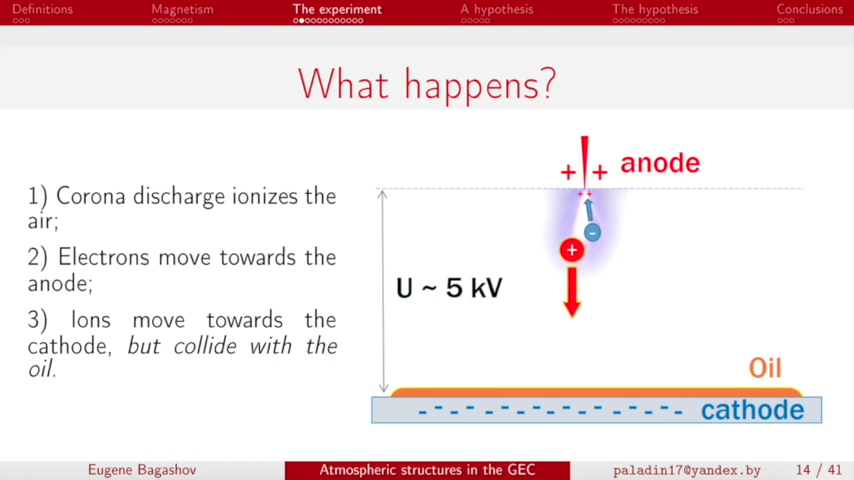 Definitions
Magnetism
The experiment
A hypothesis
The hypothesis
Conclusions
What happens?
1) Corona discharge ionizes the
air;
2) Electrons move towards the
anode;
3) Ions move towards the
cathode, but collide with the
oil.
+ + anode
+ +
-
+
U ~ 5 kV
Oil
- - - - - - - - - - - - - - - - cathode
Eugene Bagashov
Atmospheric structures in the GEC
paladin17@yandex.by
14 / 41